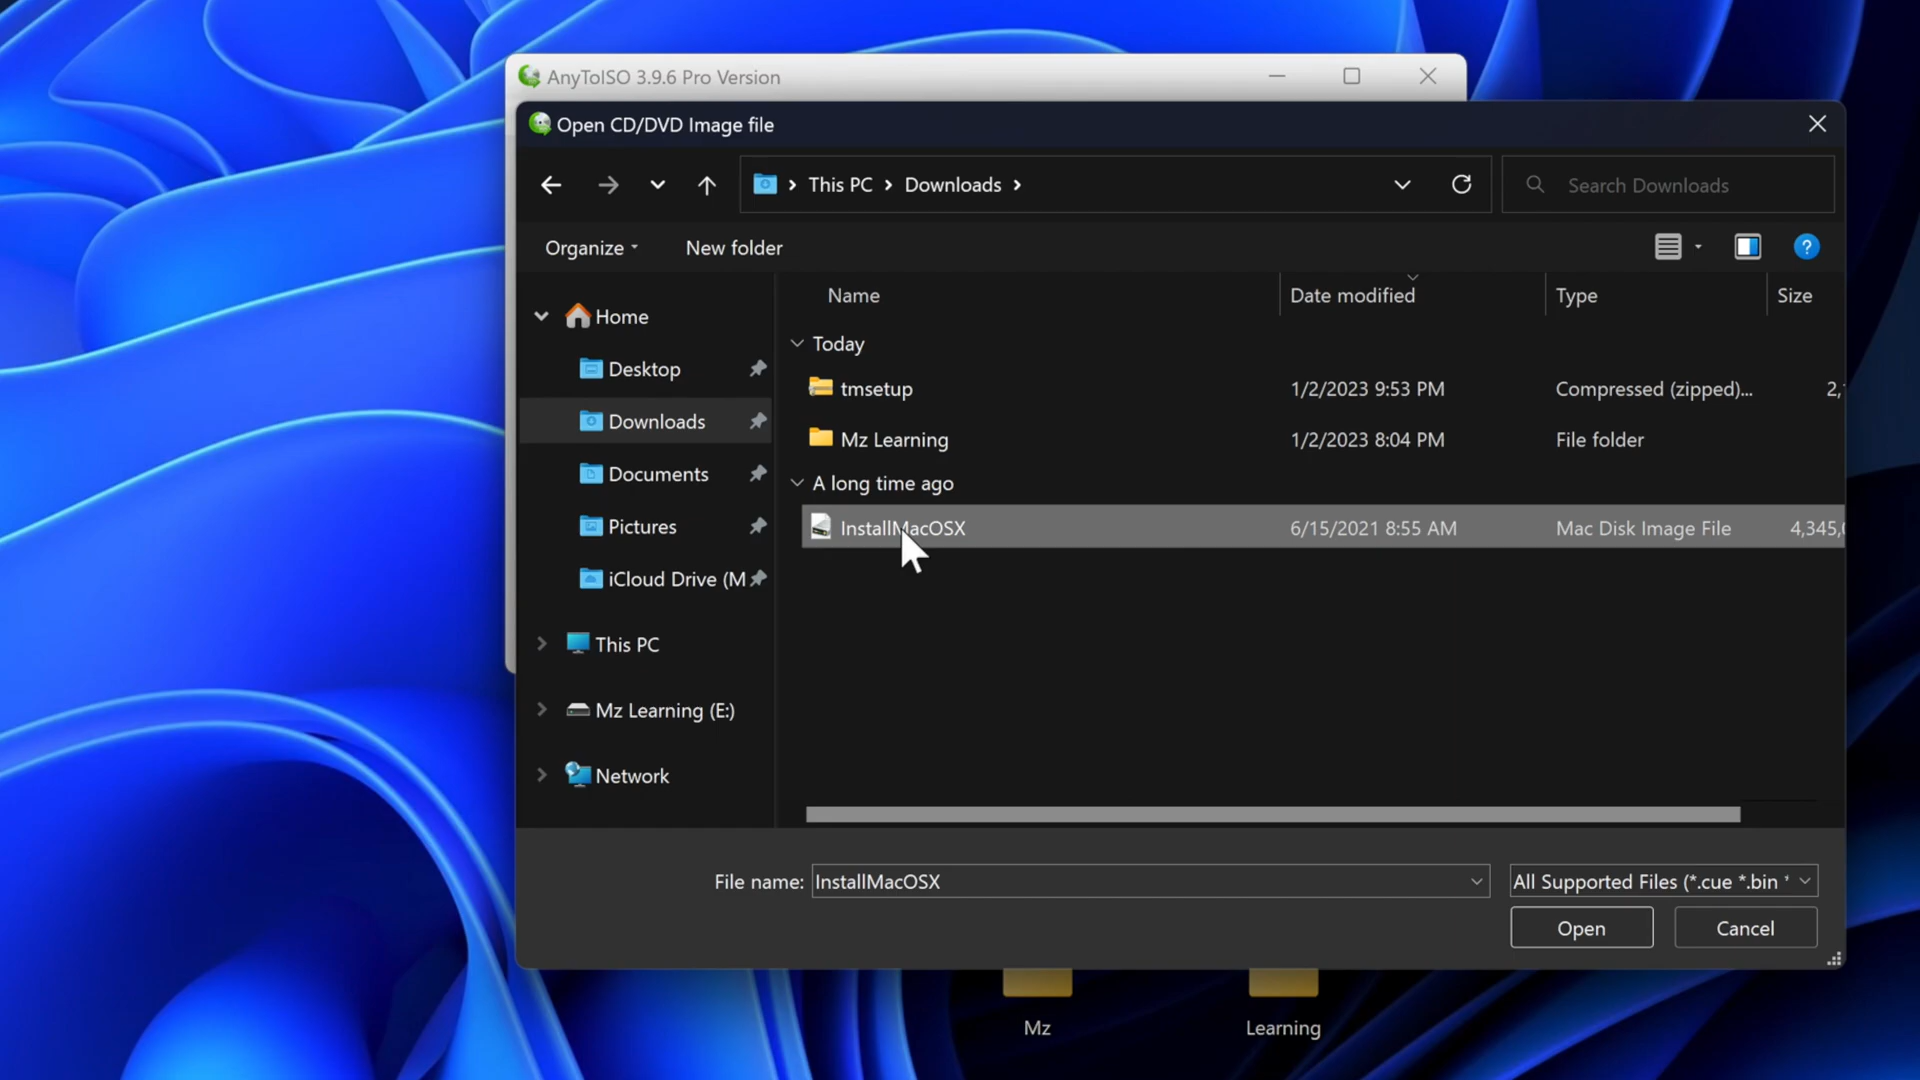 AnyToISO 3.9.6 Pro Version
Open CD/DVD Image file
This PC > Downloads >
Search Downloads
Organize
New folder
Name
Date modified
Type
Size
Home
Desktop
Downloads
Documents
Pictures
iCloud Drive (M
This PC
Mz Learning (E:)
Network
Today
tmsetup 1/2/2023 9:53 PM Compressed (zipped)... 2,
Mz Learning 1/2/2023 8:04 PM File folder
A long time ago
InstallMacOSX 6/15/2021 8:55 AM Mac Disk Image File 4,345,
File name: InstallMacOSX
All Supported Files (*.cue *.bin *
Open
Cancel
Mz
Learning